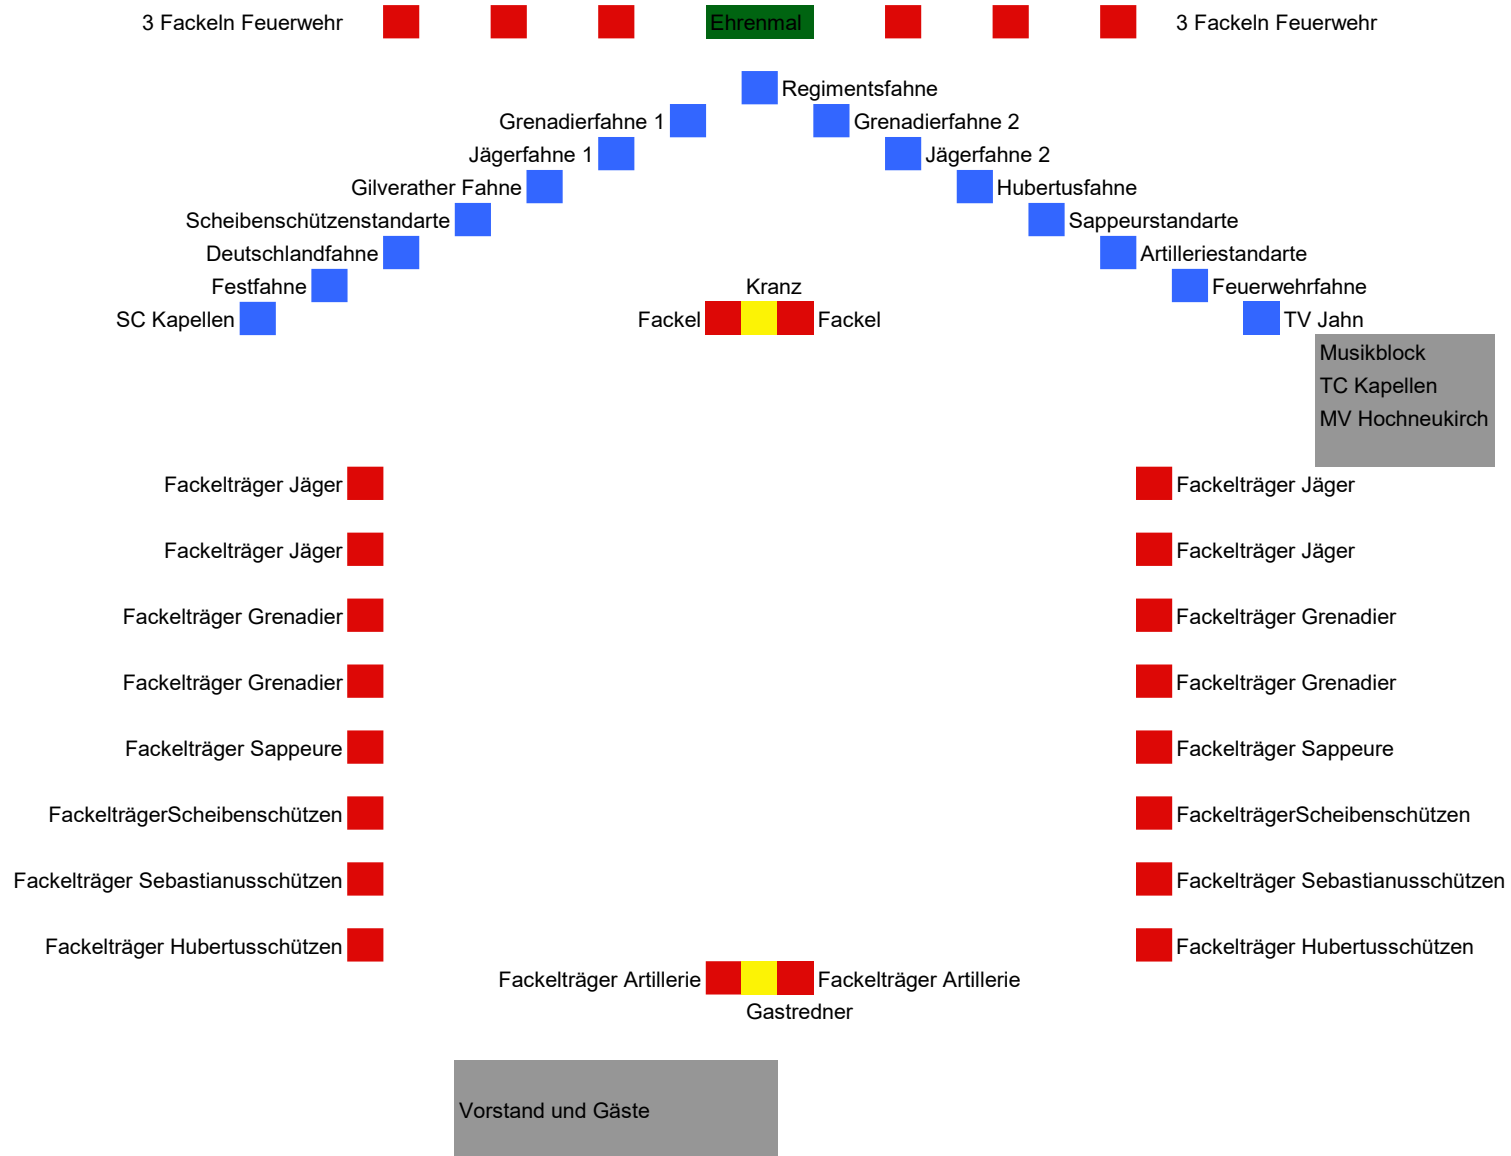 3 Fackeln Feuerwehr
Ehrenmal
3 Fackeln Feuerwehr
Regimentsfahne
Grenadierfahne 1
Grenadierfahne 2
Jägerfahne 1
Jägerfahne 2
Gilverather Fahne
Hubertusfahne
Scheibenschützenstandarte
Sappeurstandarte
Deutschlandfahne
Artilleriestandarte
Festfahne
Kranz
Feuerwehrfahne
SC Kapellen
Fackel
Fackel
TV Jahn
Musikblock
TC Kapellen
MV Hochneukirch
Fackelträger Jäger
Fackelträger Jäger
Fackelträger Jäger
Fackelträger Jäger
Fackelträger Grenadier
Fackelträger Grenadier
Fackelträger Grenadier
Fackelträger Grenadier
Fackelträger Sappeure
Fackelträger Sappeure
FackelträgerScheibenschützen
FackelträgerScheibenschützen
Fackelträger Sebastianusschützen
Fackelträger Sebastianusschützen
Fackelträger Hubertusschützen
Fackelträger Hubertusschützen
Fackelträger Artillerie
Fackelträger Artillerie
Gastredner
Vorstand und Gäste